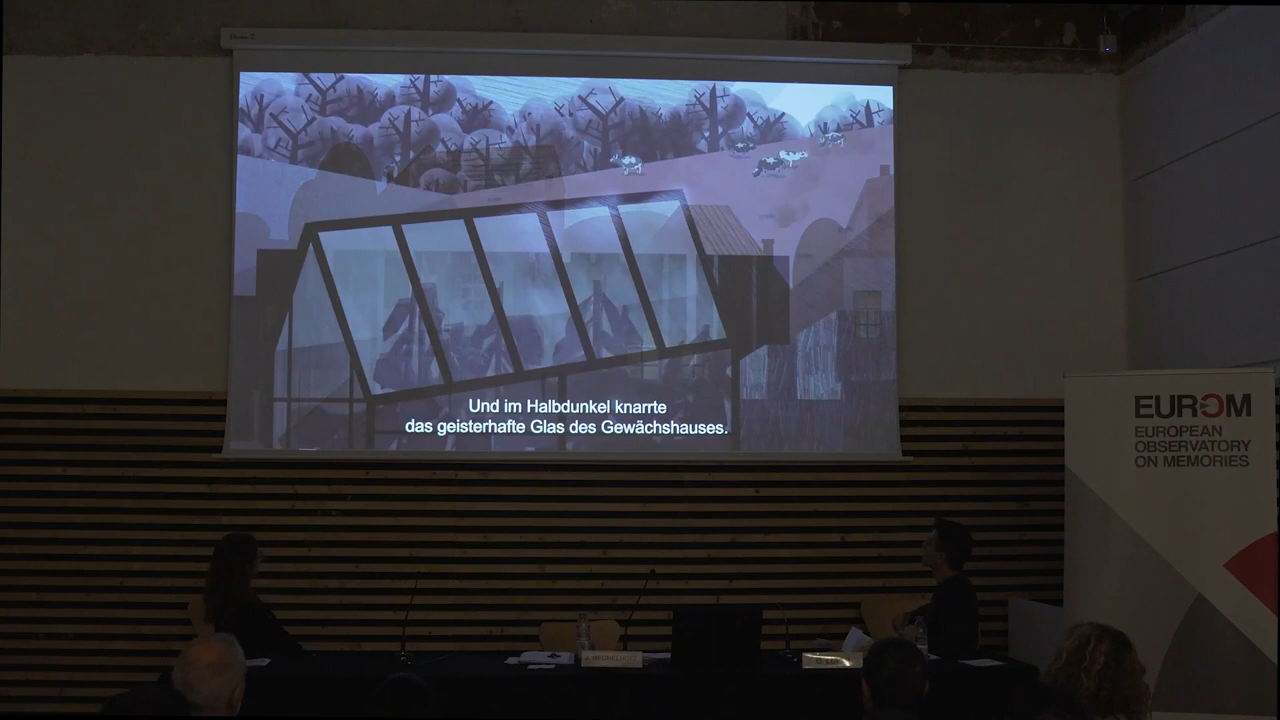 Und im Halbdunkel knarrte
das geisterhafte Glas des Gewächshauses.
EUROM
EUROPEAN
OBSERVATORY
ON MEMORIES